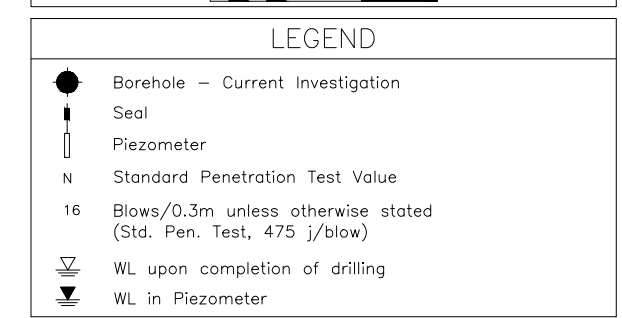 LEGEND
Borehole – Current Investigation
Seal
Piezometer
N Standard Penetration Test Value
16 Blows/0.3m unless otherwise stated
(Std. Pen. Test, 475 j/blow)
WL upon completion of drilling
WL in Piezometer